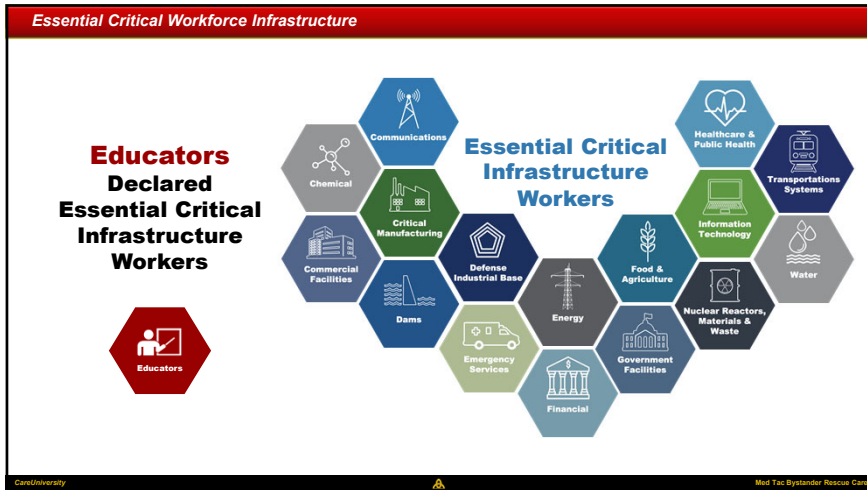 Essential Critical Workforce Infrastructure
Educators
Declared
Essential Critical
Infrastructure
Workers
Educators
Essential Critical
Infrastructure
Workers
Communications
Chemical
Critical
Manufacturing
Commercial
Facilities
Dams
Defense
Industrial Base
Emergency
Services
Energy
Financial
Food &
Agriculture
Government
Facilities
Healthcare &
Public Health
Information
Technology
Nuclear Reactors,
Materials &
Waste
Transportations
Systems
Water
CareUniversity
Med Tac Bystander Rescue Care